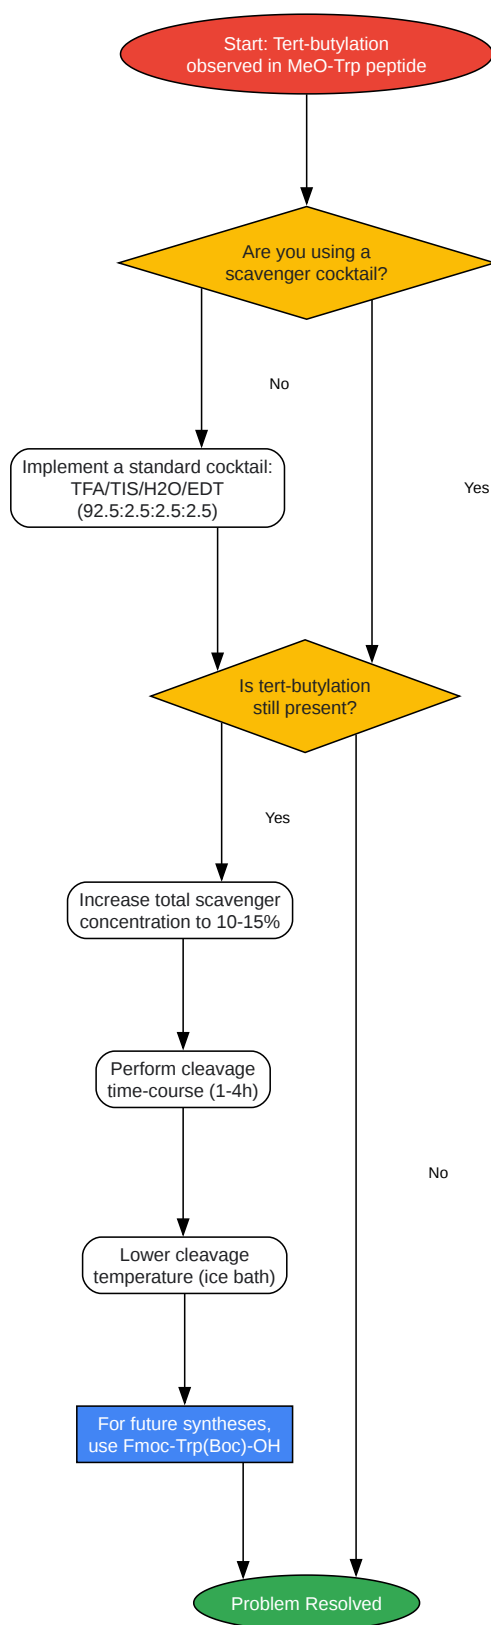 Start: Tert-butylation
observed in MeO-Trp peptide
Are you using a
scavenger cocktail?
No
Implement a standard cocktail:
TFA/TIS/H2O/EDT
(92.5:2.5:2.5:2.5)
Yes
Is tert-butylation
still present?
Yes
Increase total scavenger
concentration to 10-15%
Perform cleavage
time-course (1-4h)
No
Lower cleavage
temperature (ice bath)
For future syntheses,
use Fmoc-Trp(Boc)-OH
Problem Resolved